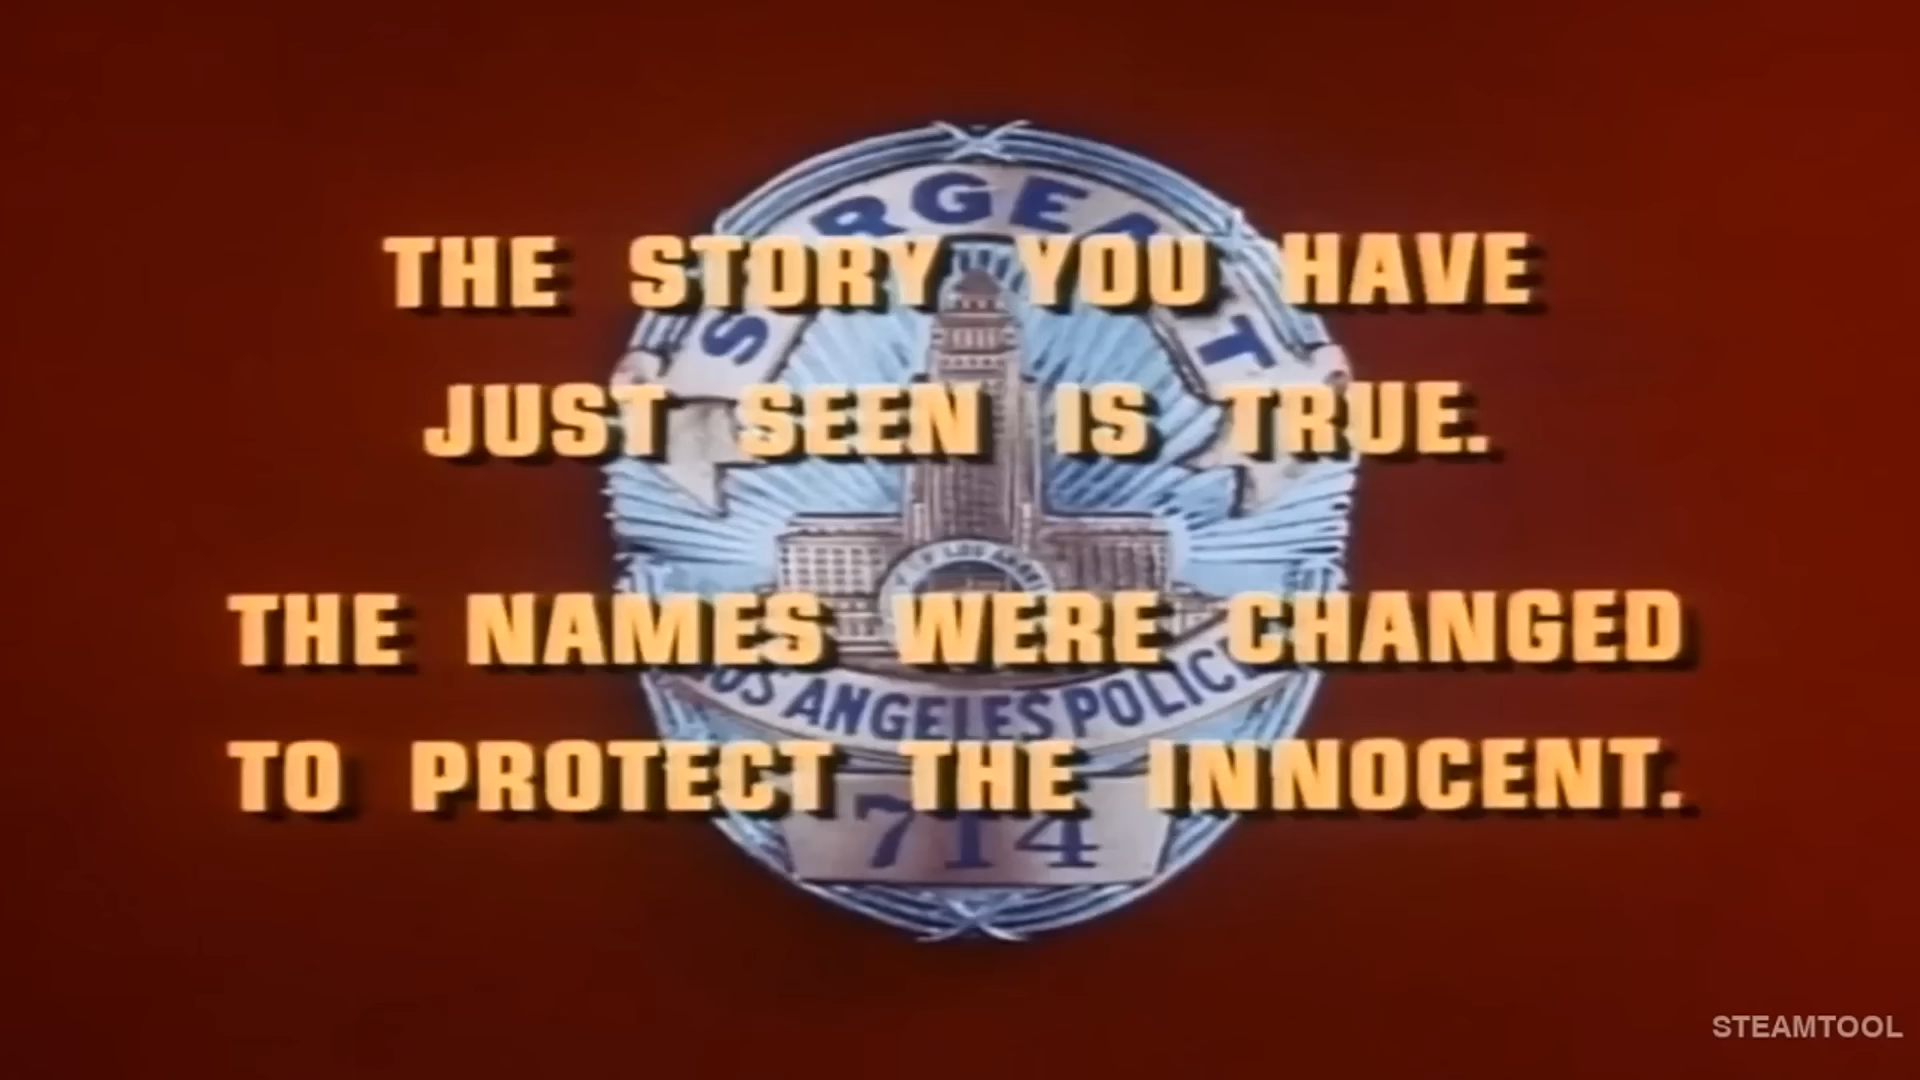 SERGEANT
THE STORY YOU HAVE
JUST SEEN IS TRUE.
THE NAMES WERE CHANGED
LOS ANGELES POLICE
TO PROTECT THE INNOCENT.
714
STEAMTOOL